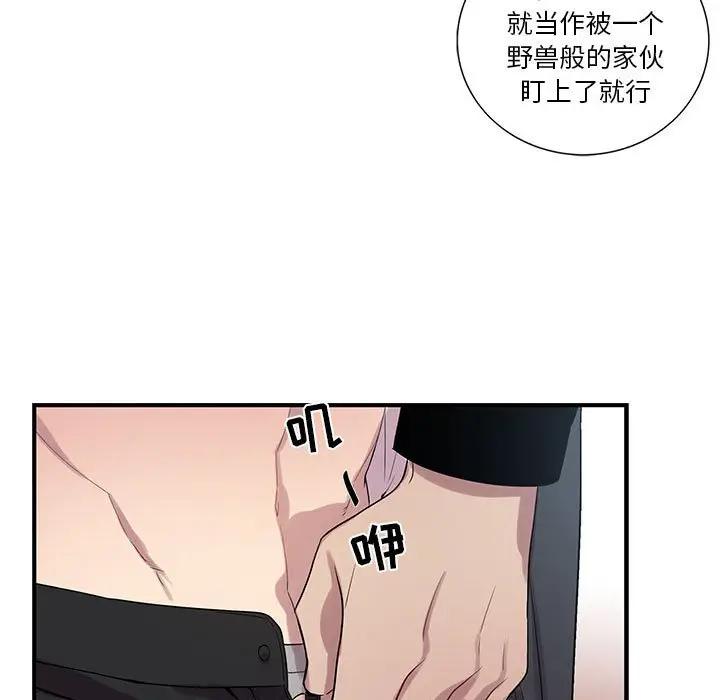 就当作被一个
野兽般的家伙
盯上了就行
叽
咿